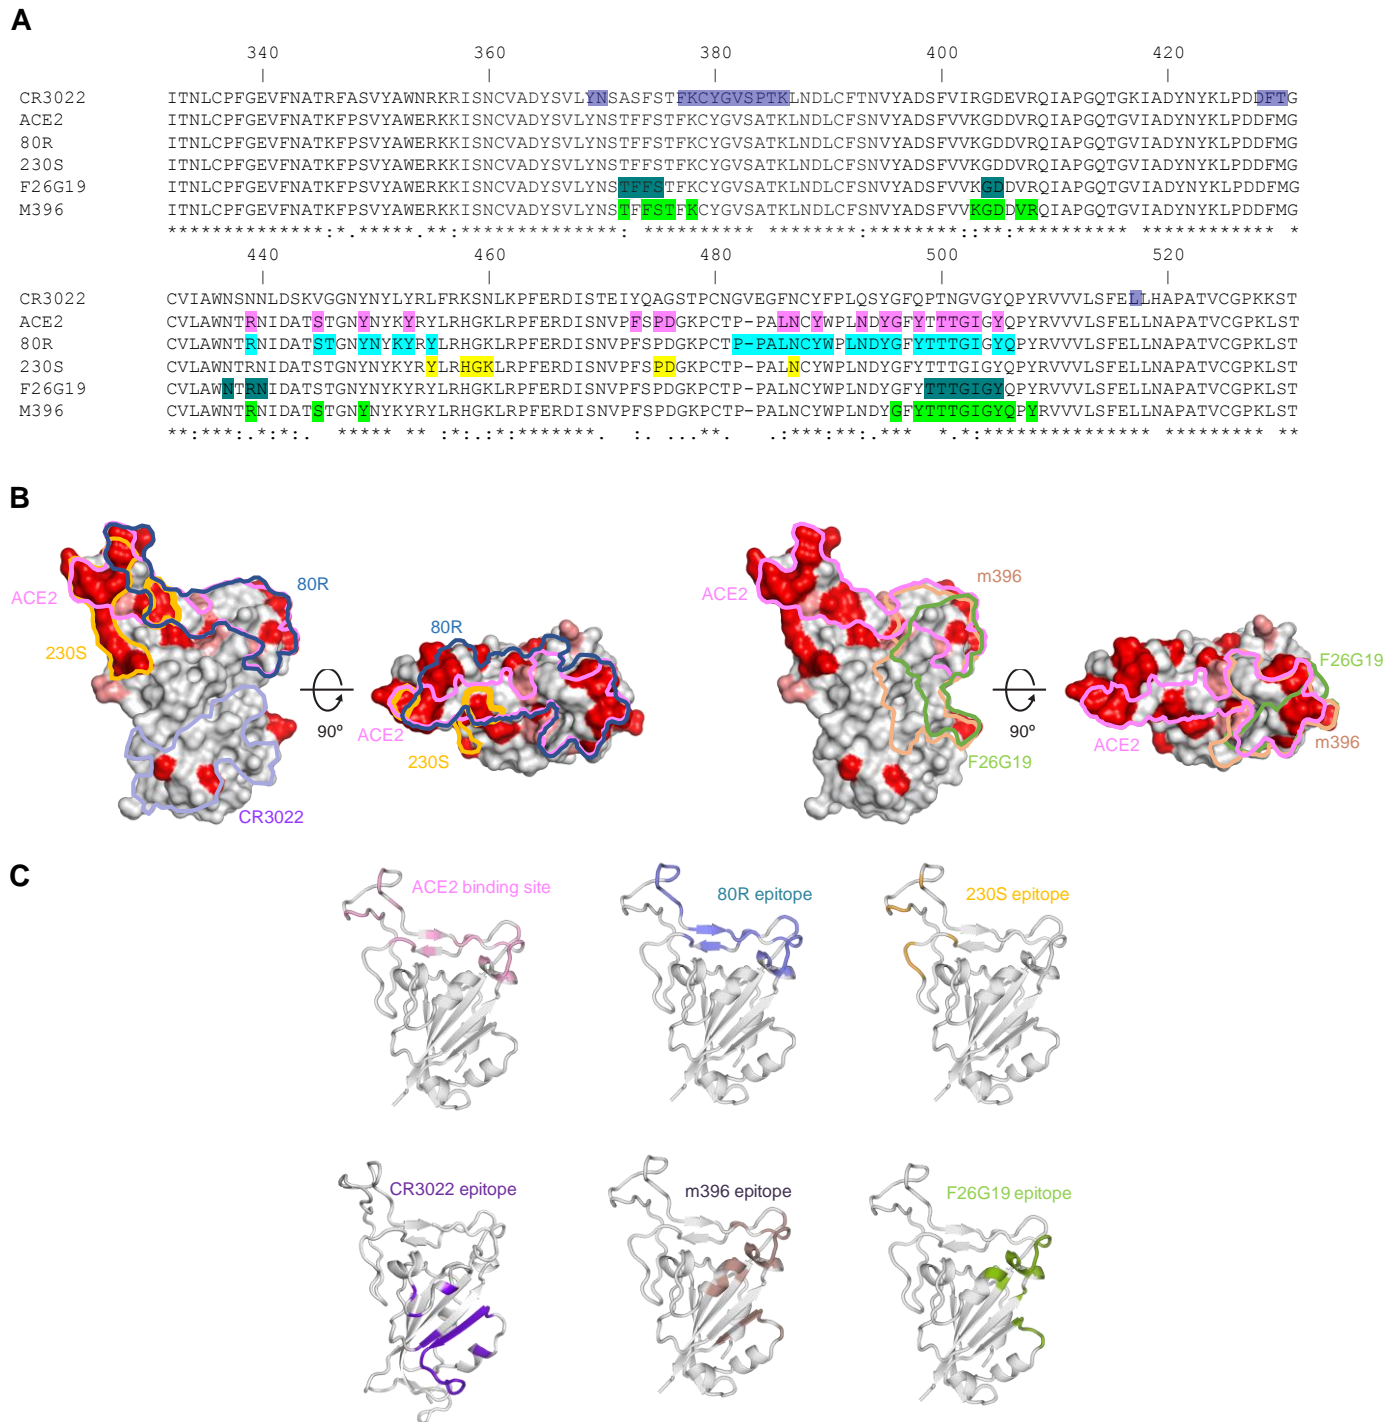 A
340 360 380 400 420
| | | | |
CR3022 ITNLCPFGEVFNATRFASVYAWNRKRISNCVADYSVLYNSASFSTFKCYGVSPTKLNDLCFTNVYADSFVIRGDEVRQIAPGQTGKIADYNYKLPDDFTG
ACE2 ITNLCPFGEVFNATKFPSVYAWERKKISNCVADYSVLYNSTFFSTFKCYGVSATKLNDLCFSNVYADSFVVKGDDVRQIAPGQTGVIADYNYKLPDDFMG
80R ITNLCPFGEVFNATKFPSVYAWERKKISNCVADYSVLYNSTFFSTFKCYGVSATKLNDLCFSNVYADSFVVKGDDVRQIAPGQTGVIADYNYKLPDDFMG
230S ITNLCPFGEVFNATKFPSVYAWERKKISNCVADYSVLYNSTFFSTFKCYGVSATKLNDLCFSNVYADSFVVKGDDVRQIAPGQTGVIADYNYKLPDDFMG
F26G19 ITNLCPFGEVFNATKFPSVYAWERKKISNCVADYSVLYNSTFFSTFKCYGVSATKLNDLCFSNVYADSFVVKGDDVRQIAPGQTGVIADYNYKLPDDFMG
M396 ITNLCPFGEVFNATKFPSVYAWERKKISNCVADYSVLYNSTFFSTFKCYGVSATKLNDLCFSNVYADSFVVKGDDVRQIAPGQTGVIADYNYKLPDDFMG
**************:*.*****.**:**************: .*********.********:********::**:*********** *********** *
440 460 480 500 520
| | | | |
CR3022 CVIAWNSNNLDSKVGGNYNYLYRLFRKSNLKPFERDISTEIYQAGSTPCNGVEGFNCYFPLQSYGFQPTNGVGYQPYRVVVLSFELLHAPATVCGPKKST
ACE2 CVLAWNTRNIDATSTGNYNYKYRYLRHGKLRPFERDISNVPFSPDGKPCTP-PALNCYWPLNDYGFYTTTGIGYQPYRVVVLSFELLNAPATVCGPKLST
80R CVLAWNTRNIDATSTGNYNYKYRYLRHGKLRPFERDISNVPFSPDGKPCTP-PALNCYWPLNDYGFYTTTGIGYQPYRVVVLSFELLNAPATVCGPKLST
230S CVLAWNTRNIDATSTGNYNYKYRYLRHGKLRPFERDISNVPFSPDGKPCTP-PALNCYWPLNDYGFYTTTGIGYQPYRVVVLSFELLNAPATVCGPKLST
F26G19 CVLAWNTRNIDATSTGNYNYKYRYLRHGKLRPFERDISNVPFSPDGKPCTP-PALNCYWPLNDYGFYTTTGIGYQPYRVVVLSFELLNAPATVCGPKLST
M396 CVLAWNTRNIDATSTGNYNYKYRYLRHGKLRPFERDISNVPFSPDGKPCTP-PALNCYWPLNDYGFYTTTGIGYQPYRVVVLSFELLNAPATVCGPKLST
**:***:.*:*:. ***** ** :*:.:*:*******. .: ....** . .:***:**:.*** *.*:************* ********* **
B
ACE2
80R
230S
CR3022
90º
80R
ACE2
230S
ACE2
m396
F26G19
90º
F26G19
ACE2
m396
C
ACE2 binding site
80R epitope
230S epitope
CR3022 epitope
m396 epitope
F26G19 epitope